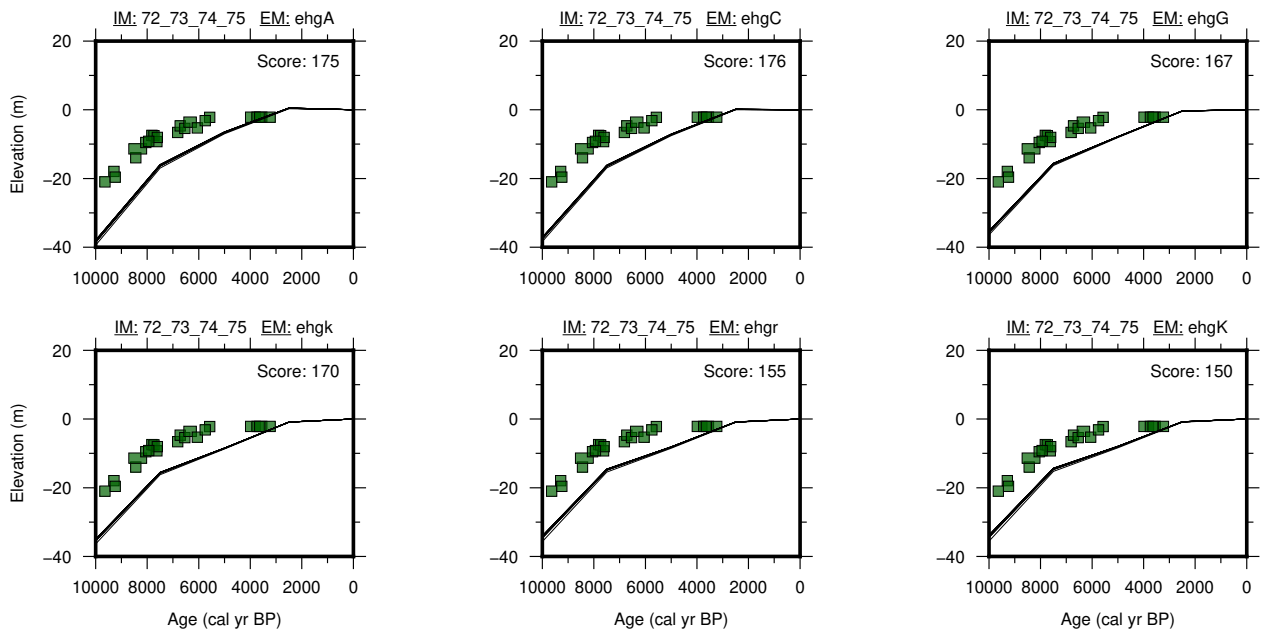 IM: 72_73_74_75 EM: ehgA
IM: 72_73_74_75 EM: ehgC
IM: 72_73_74_75 EM: ehgG
20
0
−20
−40
Elevation (m)
Score: 175
10000 8000 6000 4000 2000 0
20
0
−20
−40
Score: 176
10000 8000 6000 4000 2000 0
20
0
−20
−40
Score: 167
10000 8000 6000 4000 2000 0
IM: 72_73_74_75 EM: ehgk
IM: 72_73_74_75 EM: ehgr
IM: 72_73_74_75 EM: ehgK
20
0
−20
−40
Elevation (m)
Score: 170
10000 8000 6000 4000 2000 0
Age (cal yr BP)
20
0
−20
−40
Score: 155
10000 8000 6000 4000 2000 0
Age (cal yr BP)
20
0
−20
−40
Score: 150
10000 8000 6000 4000 2000 0
Age (cal yr BP)